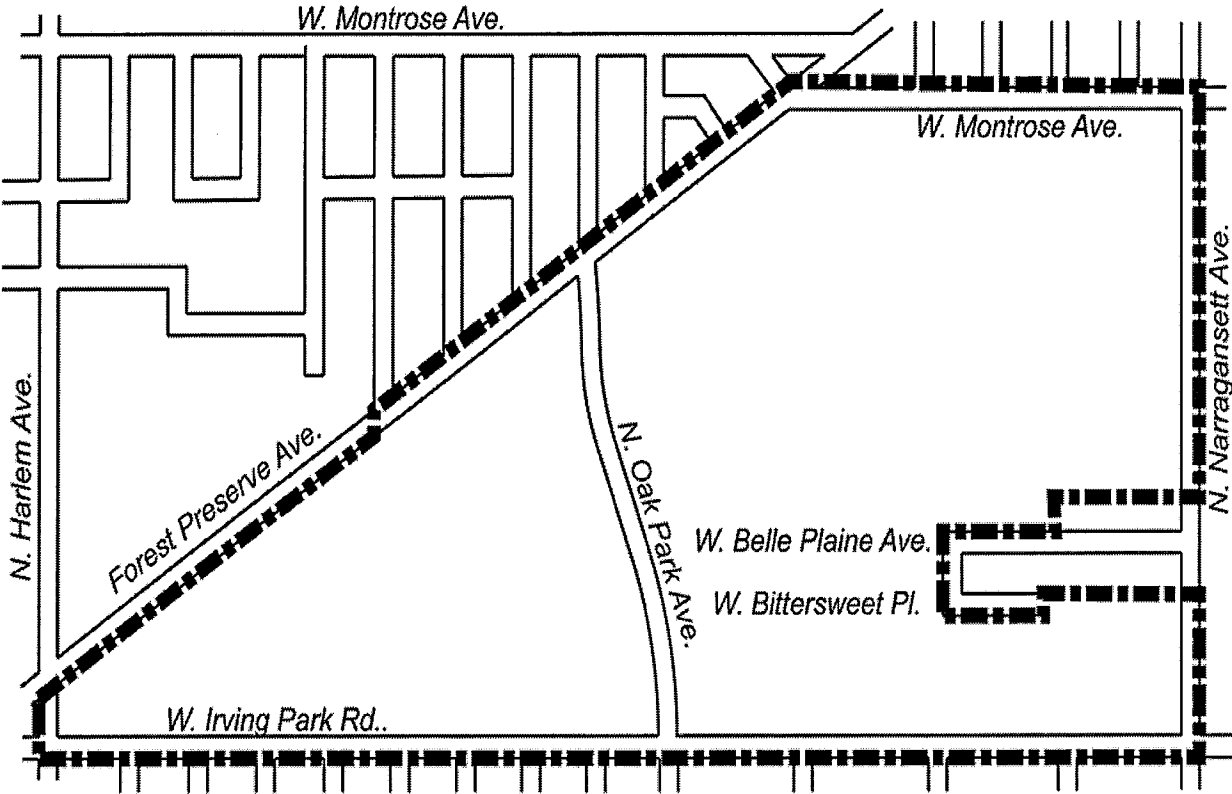 W. Montrose Ave.
W. Montrose Ave.
N. Narragansett Ave.
N. Harlem Ave.
Forest Preserve Ave.
N. Oak Park Ave.
W. Belle Plaine Ave.
W. Bittersweet Pl.
W. Irving Park Rd..